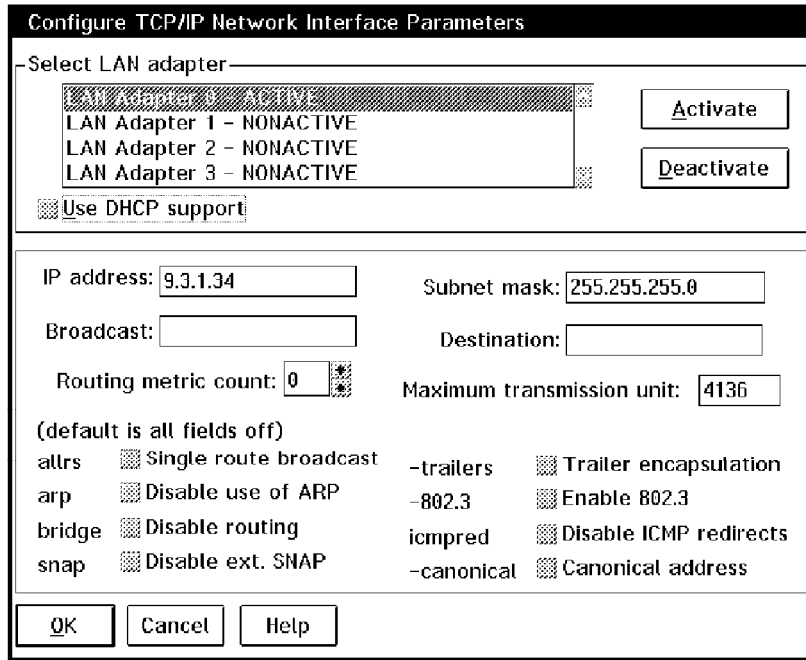 Configure TCP/IP Network Interface Parameters
Select LAN adapter
LAN Adapter 0 - ACTIVE
LAN Adapter 1 - NONACTIVE
LAN Adapter 2 - NONACTIVE
LAN Adapter 3 - NONACTIVE
Activate
Deactivate
Use DHCP support
IP address: 9.3.1.34
Subnet mask: 255.255.255.0
Broadcast:
Destination:
Routing metric count: 0
Maximum transmission unit: 4136
(default is all fields off)
allrs Single route broadcast
-trailers Trailer encapsulation
arp Disable use of ARP
-802.3 Enable 802.3
bridge Disable routing
icmpred Disable ICMP redirects
snap Disable ext. SNAP
-canonical Canonical address
OK Cancel Help